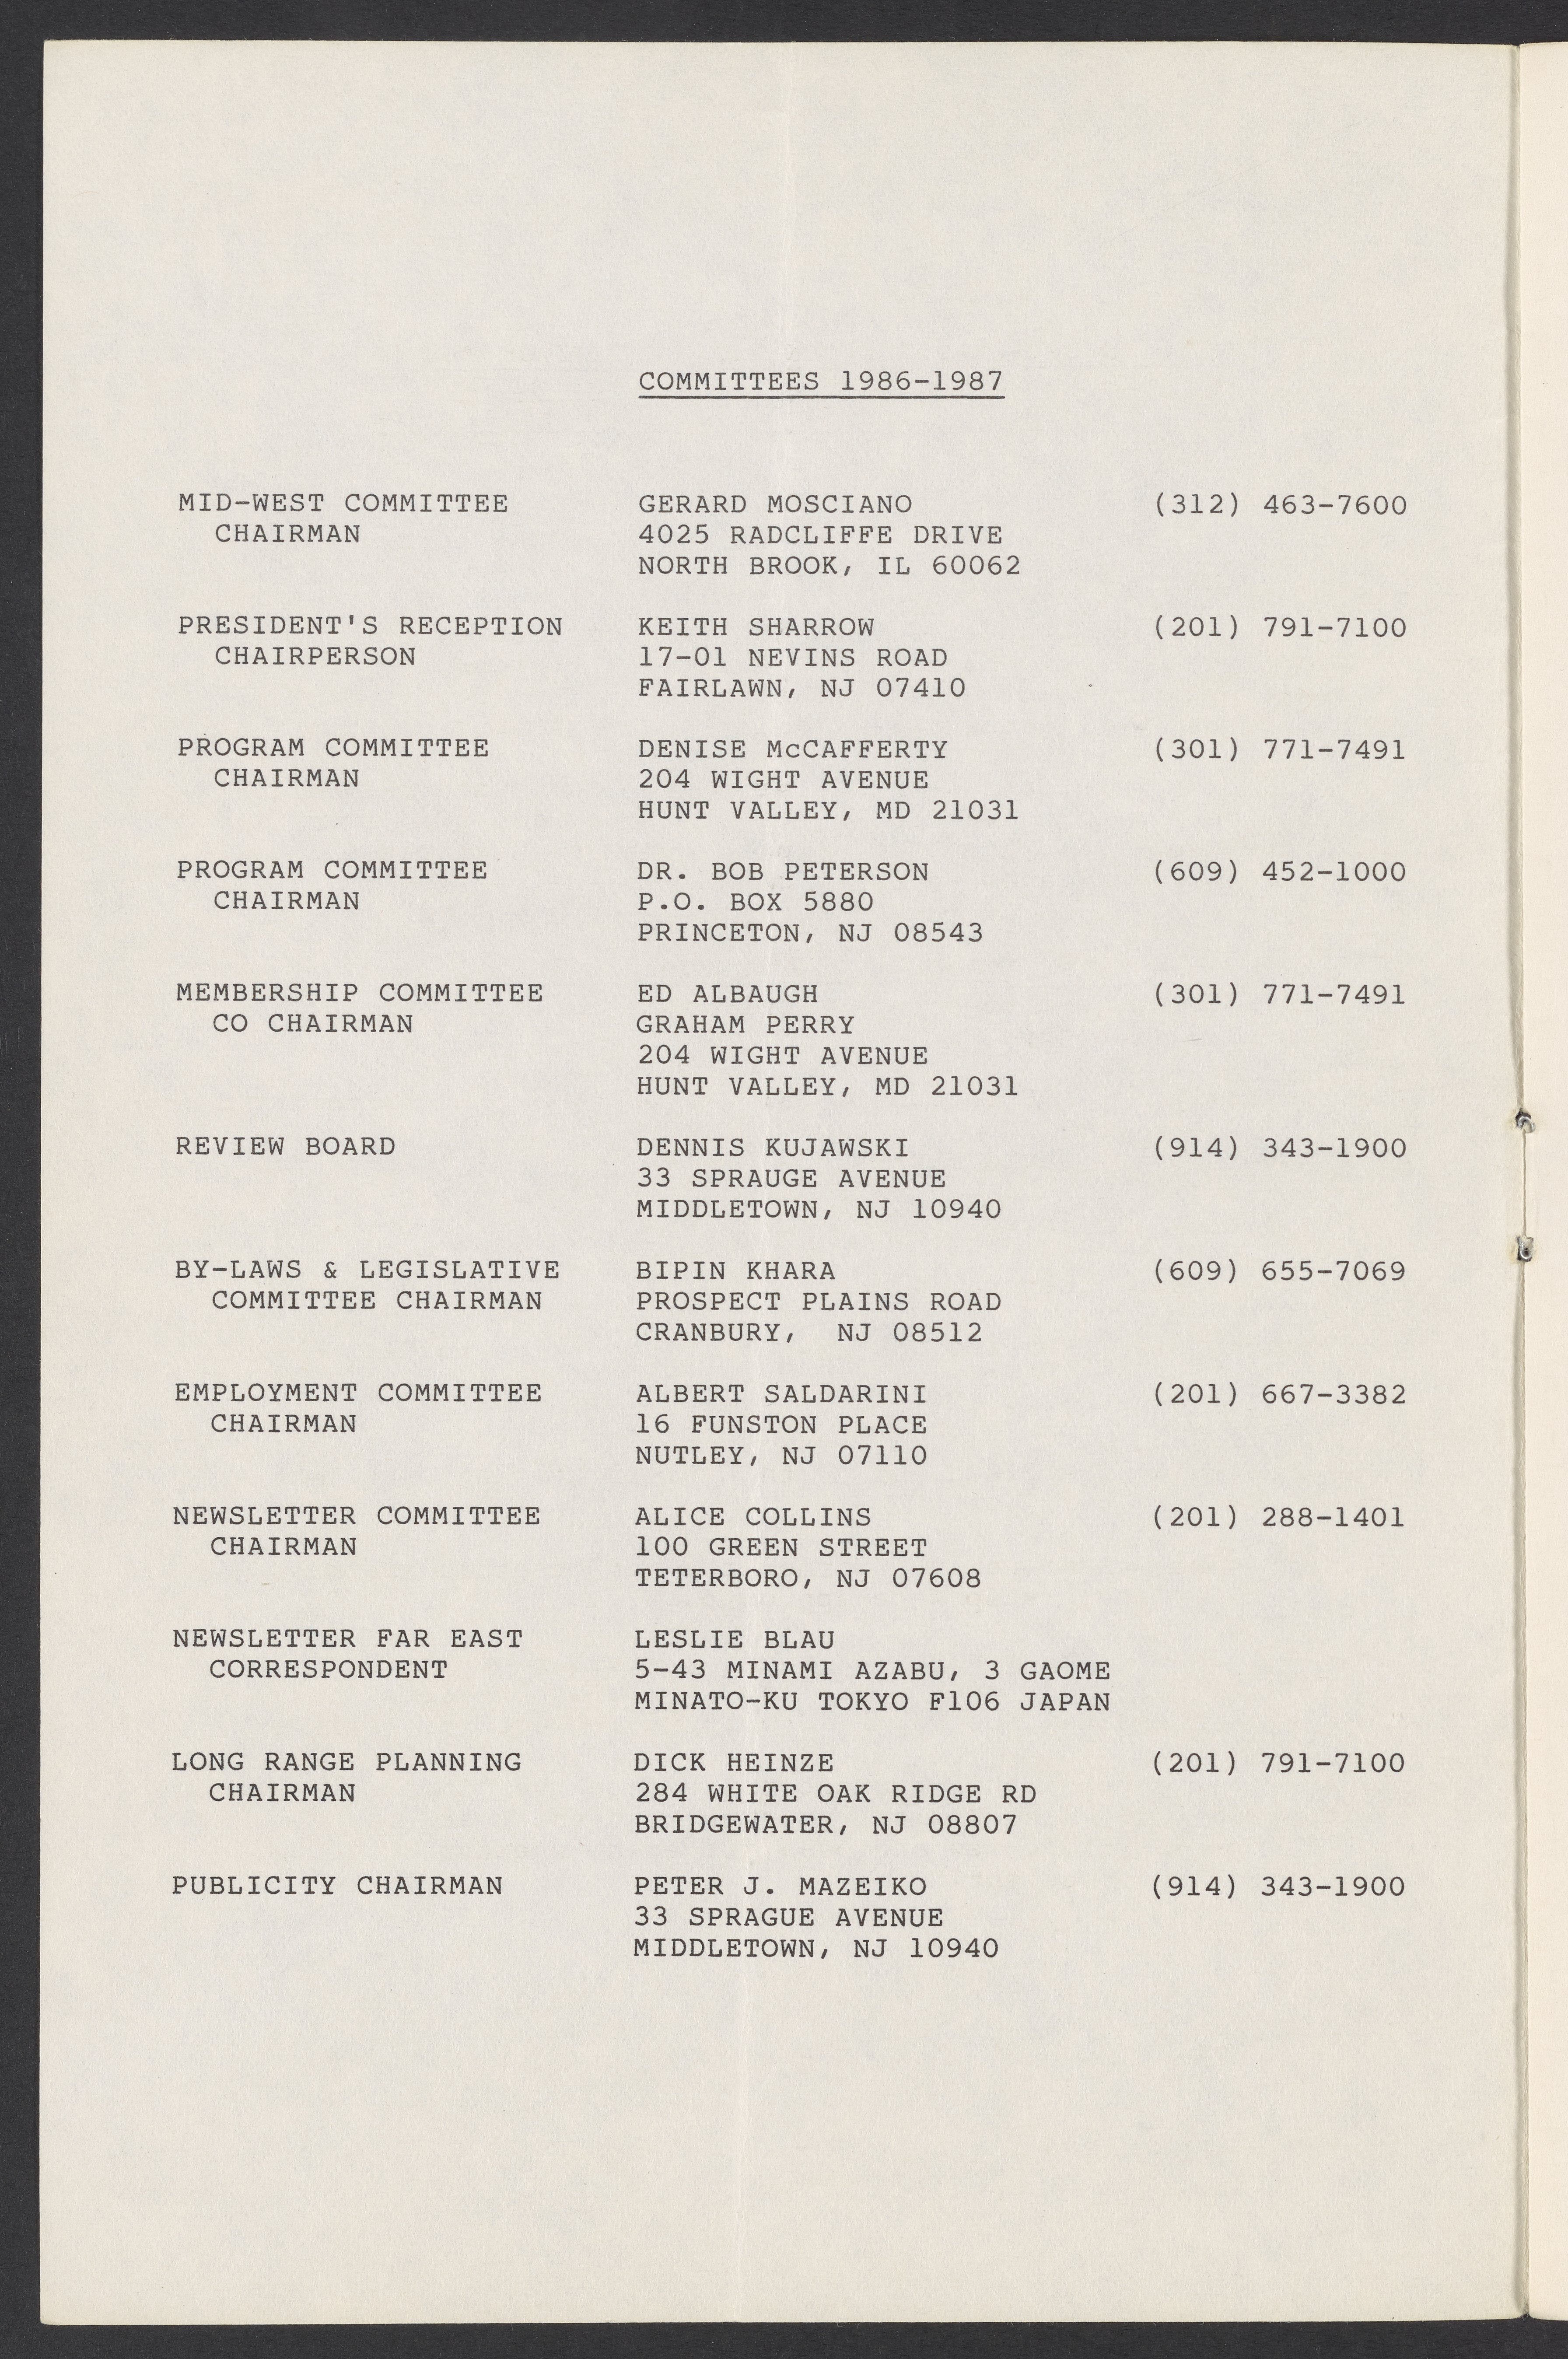 COMMITTEES 1986-1987
MID-WEST COMMITTEE GERARD MOSCIANO (312) 463-7600
CHAIRMAN 4025 RADCLIFFE DRIVE
NORTH BROOK, IL 60062
PRESIDENT'S RECEPTION KEITH SHARROW (201) 791-7100
CHAIRPERSON 17-01 NEVINS ROAD
FAIRLAWN, NJ 07410
PROGRAM COMMITTEE DENISE McCAFFERTY (301) 771-7491
CHAIRMAN 204 WIGHT AVENUE
HUNT VALLEY, MD 21031
PROGRAM COMMITTEE DR. BOB PETERSON (609) 452-1000
CHAIRMAN P.O. BOX 5880
PRINCETON, NJ 08543
MEMBERSHIP COMMITTEE ED ALBAUGH (301) 771-7491
CO CHAIRMAN GRAHAM PERRY
204 WIGHT AVENUE
HUNT VALLEY, MD 21031
REVIEW BOARD DENNIS KUJAWSKI (914) 343-1900
33 SPRAUGE AVENUE
MIDDLETOWN, NJ 10940
BY-LAWS & LEGISLATIVE BIPIN KHARA (609) 655-7069
COMMITTEE CHAIRMAN PROSPECT PLAINS ROAD
CRANBURY, NJ 08512
EMPLOYMENT COMMITTEE ALBERT SALDARINI (201) 667-3382
CHAIRMAN 16 FUNSTON PLACE
NUTLEY, NJ 07110
NEWSLETTER COMMITTEE ALICE COLLINS (201) 288-1401
CHAIRMAN 100 GREEN STREET
TETERBORO, NJ 07608
NEWSLETTER FAR EAST LESLIE BLAU
CORRESPONDENT 5-43 MINAMI AZABU, 3 GAOME
MINATO-KU TOKYO F106 JAPAN
LONG RANGE PLANNING DICK HEINZE (201) 791-7100
CHAIRMAN 284 WHITE OAK RIDGE RD
BRIDGEWATER, NJ 08807
PUBLICITY CHAIRMAN PETER J. MAZEIKO (914) 343-1900
33 SPRAGUE AVENUE
MIDDLETOWN, NJ 10940